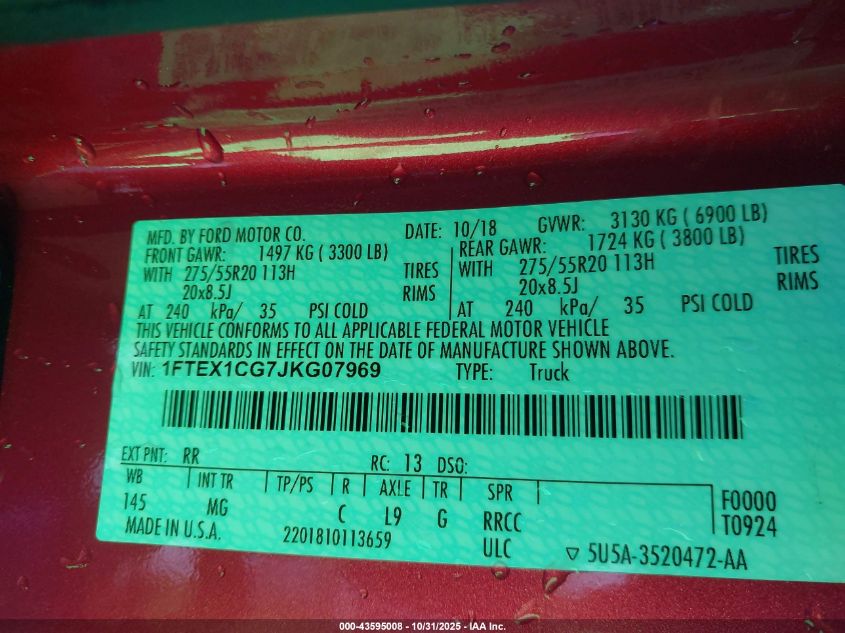 MFD. BY FORD MOTOR CO. DATE: 10/18 GVWR: 3130 KG ( 6900 LB)
FRONT GAWR: 1497 KG ( 3300 LB) REAR GAWR: 1724 KG ( 3800 LB)
WITH 275/55R20 113H TIRES WITH 275/55R20 113H TIRES
20x8.5J RIMS 20x8.5J RIMS
AT 240 kPa/ 35 PSI COLD AT 240 kPa/ 35 PSI COLD
THIS VEHICLE CONFORMS TO ALL APPLICABLE FEDERAL MOTOR VEHICLE
SAFETY STANDARDS IN EFFECT ON THE DATE OF MANUFACTURE SHOWN ABOVE.
VIN: 1FTEX1CG7JKG07969 TYPE: Truck
EXT PNT: RR RC: 13 DSO:
WB INT TR TP/PS R AXLE TR SPR F0000
145 MG C L9 G RRCC T0924
MADE IN U.S.A. 2201810113659 ULC ▽ 5U5A-3520472-AA
000-43595008 - 10/31/2025 - IAA Inc.